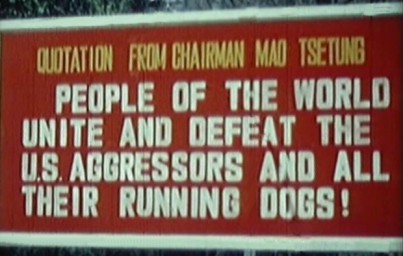 QUOTATION FROM CHAIRMAN MAO TSETUNG
PEOPLE OF THE WORLD
UNITE AND DEFEAT THE
U.S. AGGRESSORS AND ALL
THEIR RUNNING DOGS!